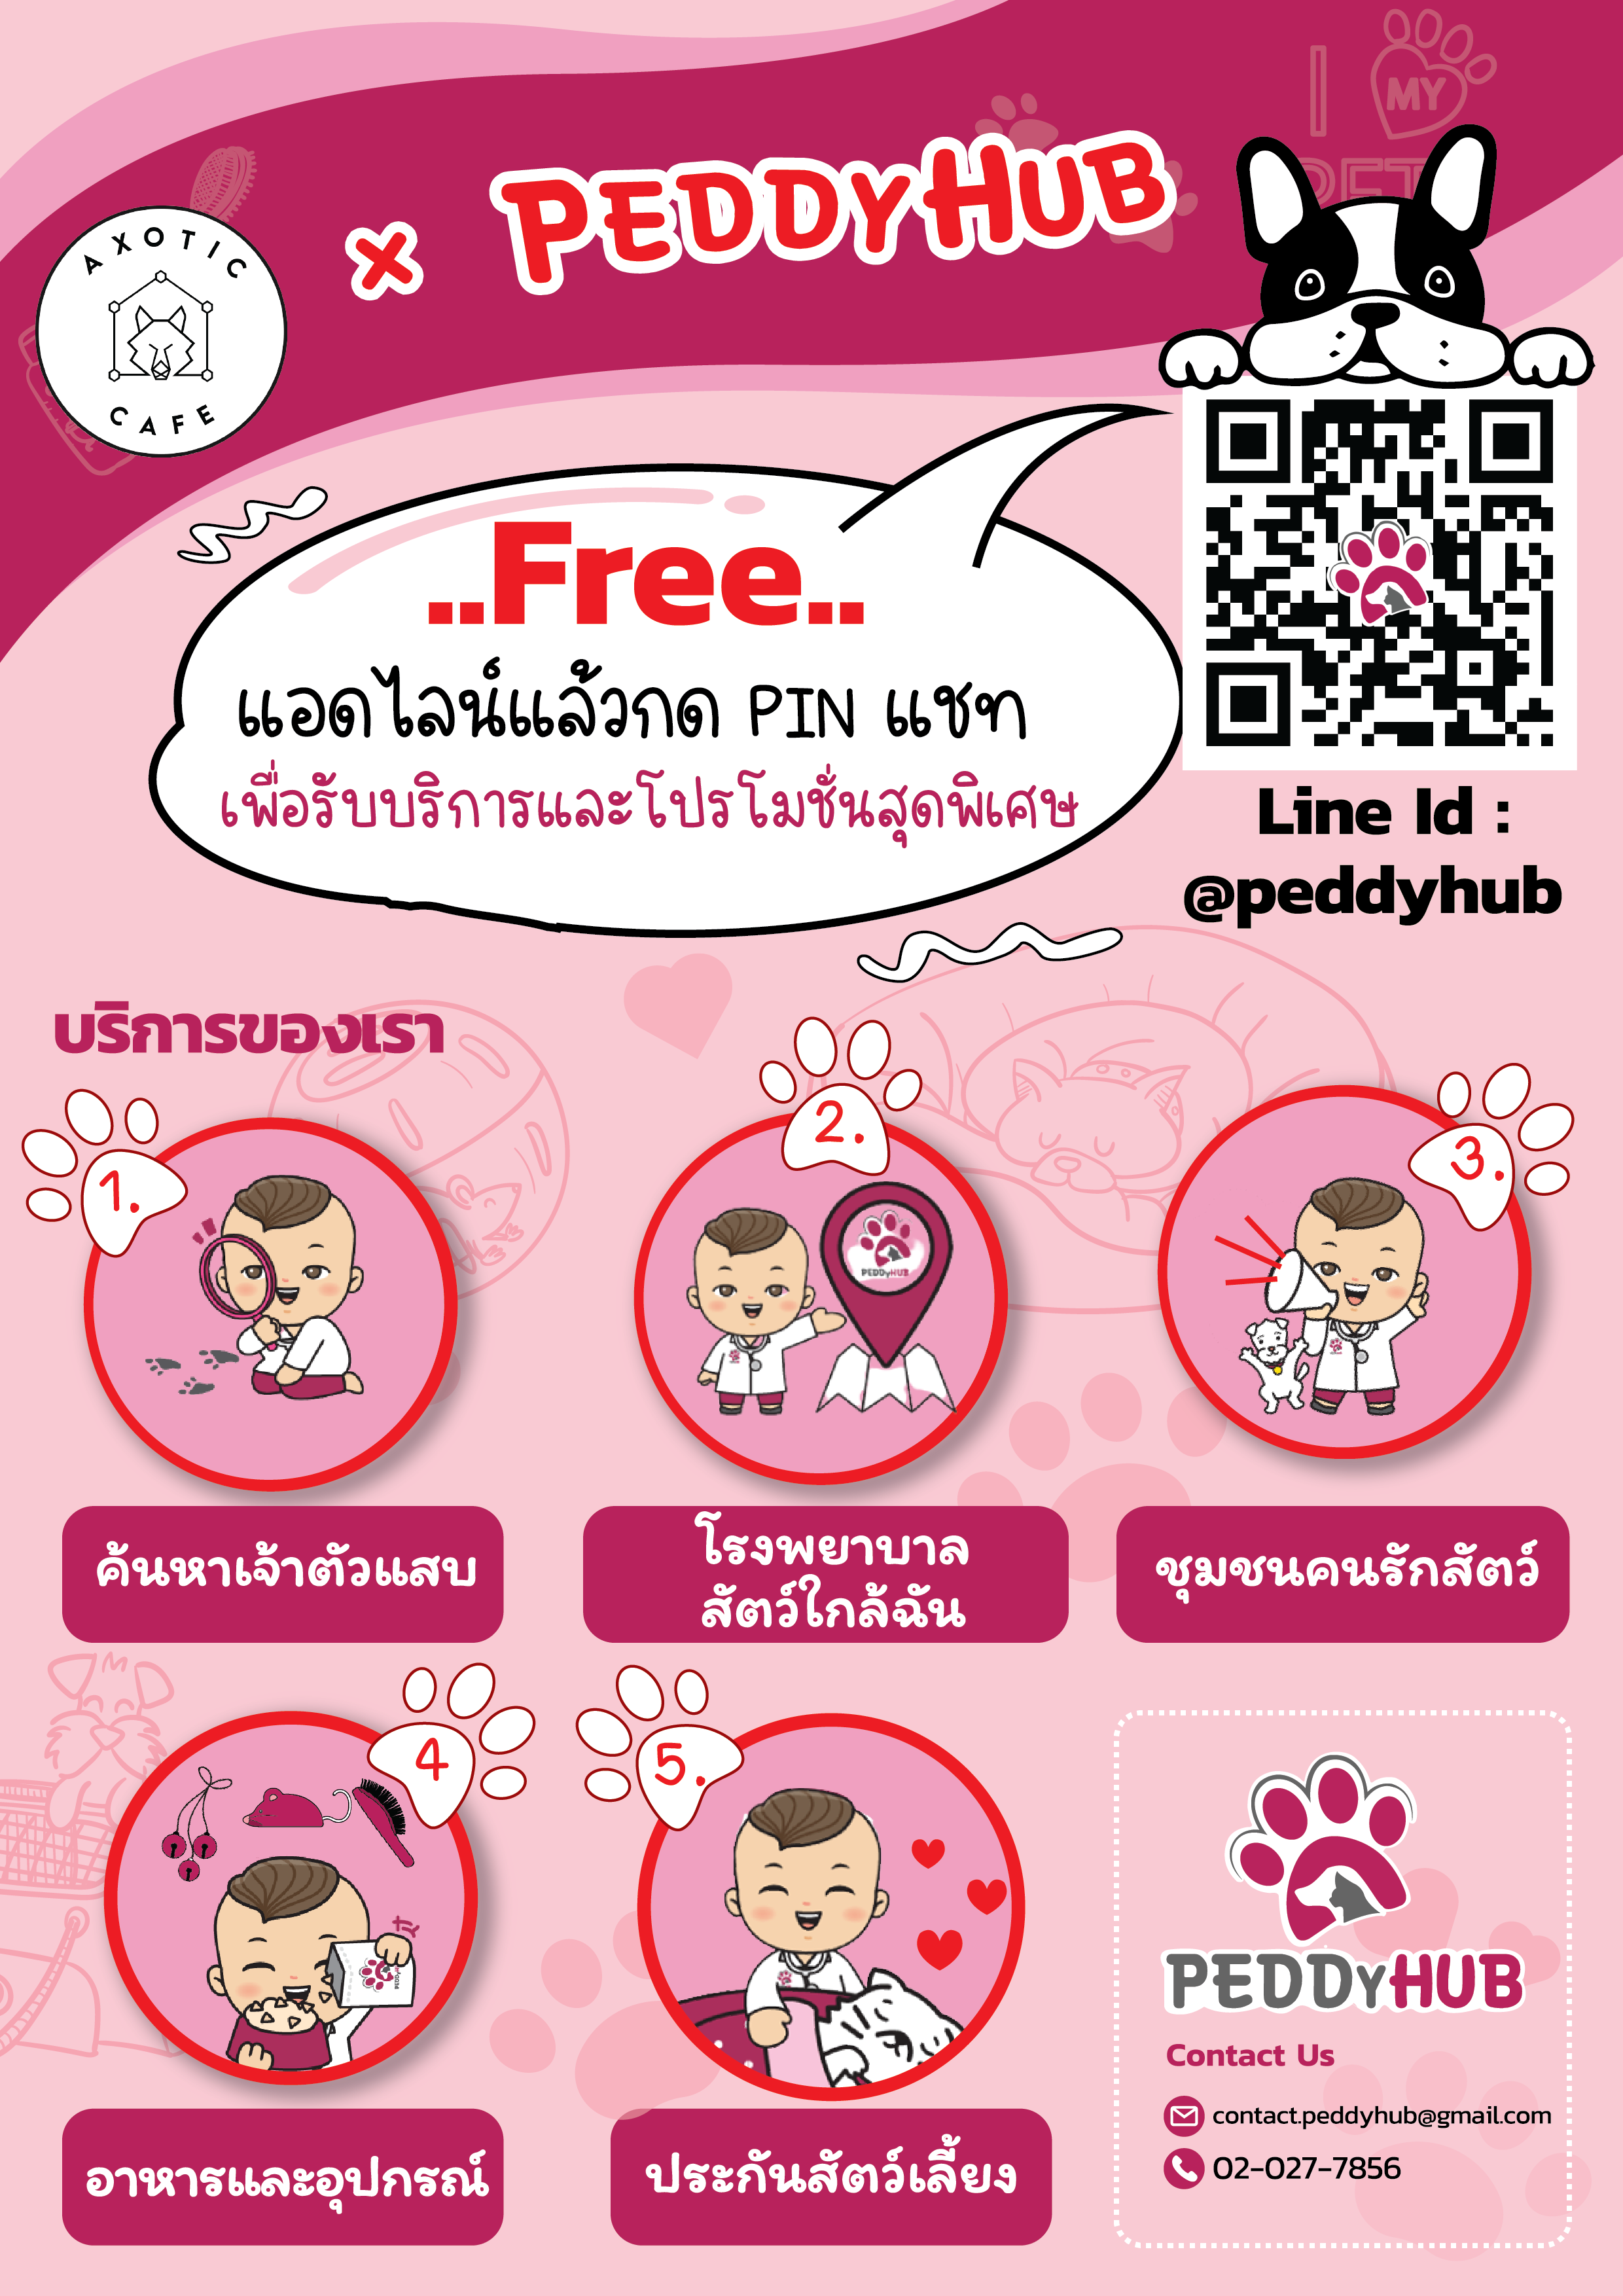 I MY
PET
AXOTIC
CAFE
× PEDDYHUB
..Free..
แอดไลน์แล้วกด PIN แชท
เพื่อรับบริการและโปรโมชั่นสุดพิเศษ
Line Id :
@peddyhub
บริการของเรา
1.
2.
3.
PEDDyHUB
ค้นหาเจ้าตัวแสบ
โรงพยาบาล
สัตว์ใกล้ฉัน
ชุมชนคนรักสัตว์
4
5.
อาหารและอุปกรณ์
ประกันสัตว์เลี้ยง
PEDDyHUB
Contact Us
contact.peddyhub@gmail.com
02-027-7856